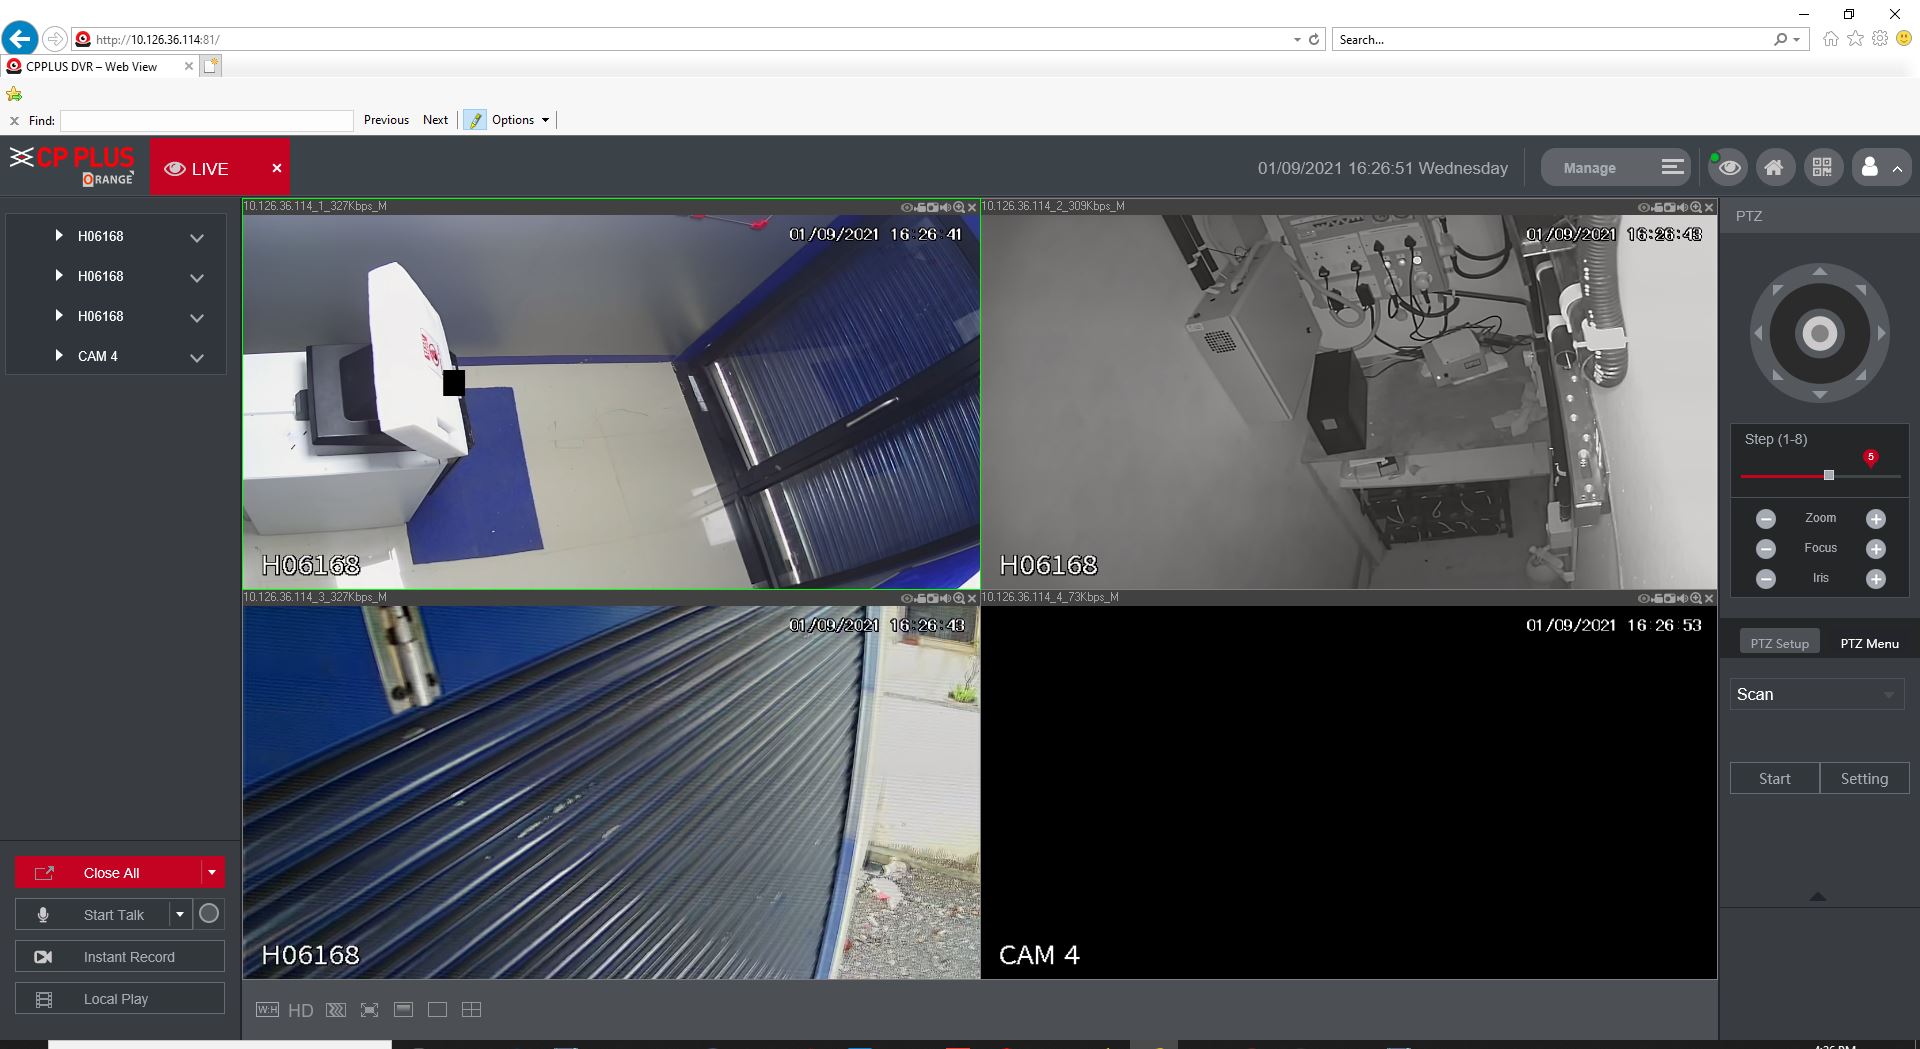 http://10.126.36.114:81/
Search...
CPPLUS DVR – Web View
Find:
Previous
Next
Options
CP PLUS
ORANGE
LIVE
01/09/2021 16:26:51 Wednesday
Manage
H06168
H06168
H06168
CAM 4
10.126.36.114_1_327Kbps_M
01/09/2021 16:26:41
H06168
10.126.36.114_2_309Kbps_M
01/09/2021 16:26:43
H06168
10.126.36.114_3_327Kbps_M
01/09/2021 16:26:43
H06168
10.126.36.114_4_73Kbps_M
01/09/2021 16:26:53
CAM 4
PTZ
Step (1-8)
5
Zoom
Focus
Iris
PTZ Setup
PTZ Menu
Scan
Start
Setting
Close All
Start Talk
Instant Record
Local Play
W:H
HD
4:26 PM